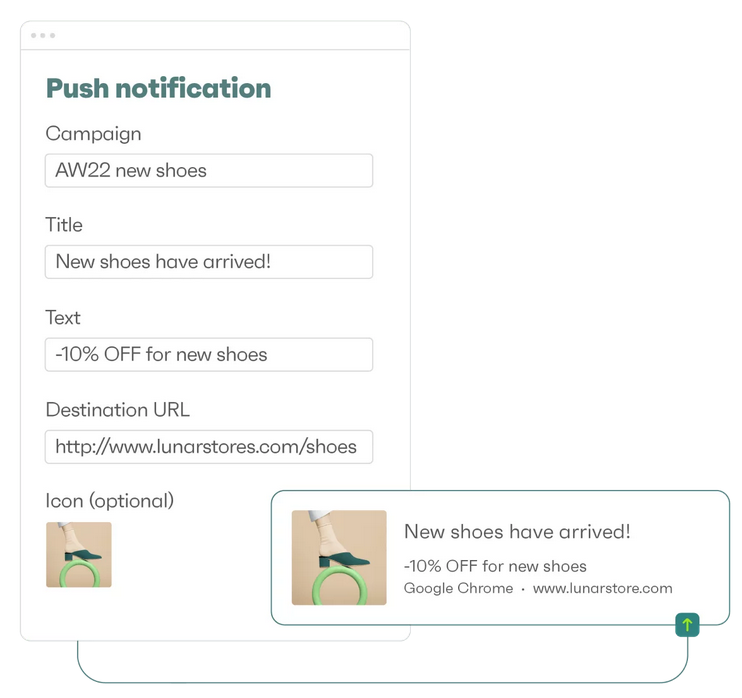 Push notification
Campaign
AW22 new shoes
Title
New shoes have arrived!
Text
-10% OFF for new shoes
Destination URL
http://www.lunarstores.com/shoes
Icon (optional)
New shoes have arrived!
-10% OFF for new shoes
Google Chrome · www.lunarstore.com